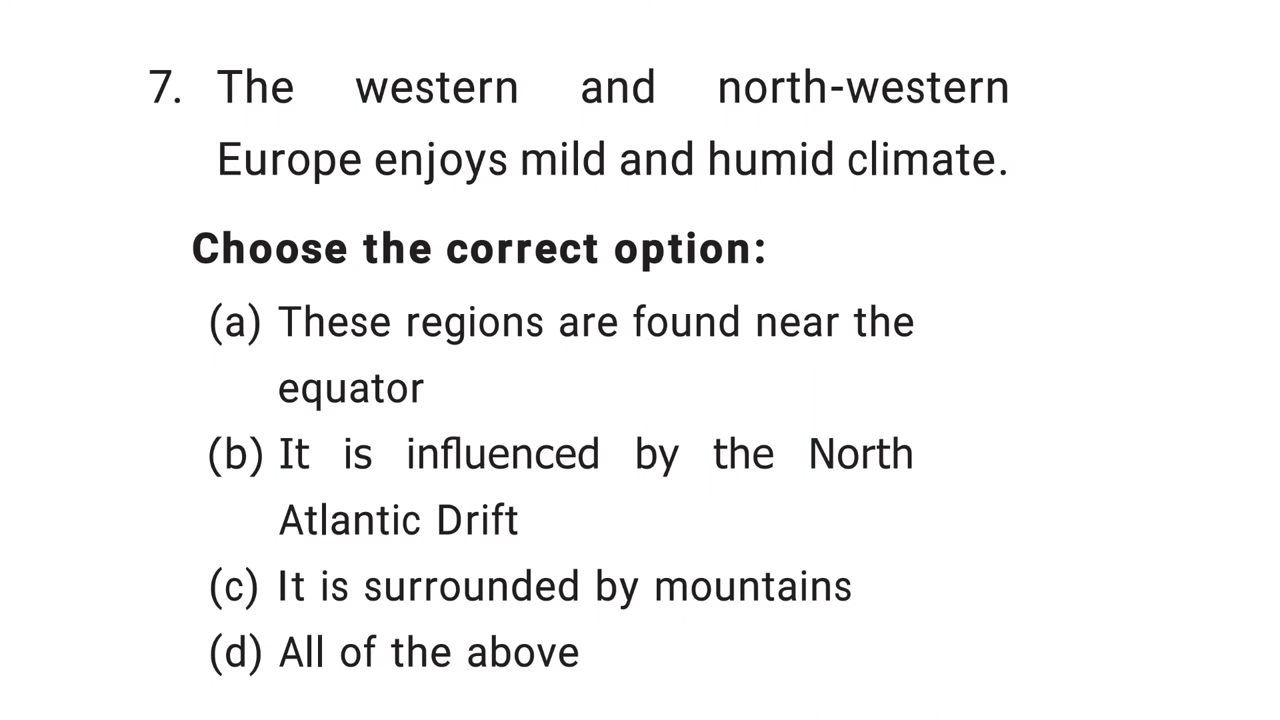 7. The western and north-western
Europe enjoys mild and humid climate.
Choose the correct option:
(a) These regions are found near the
equator
(b) It is influenced by the North
Atlantic Drift
(c) It is surrounded by mountains
(d) All of the above